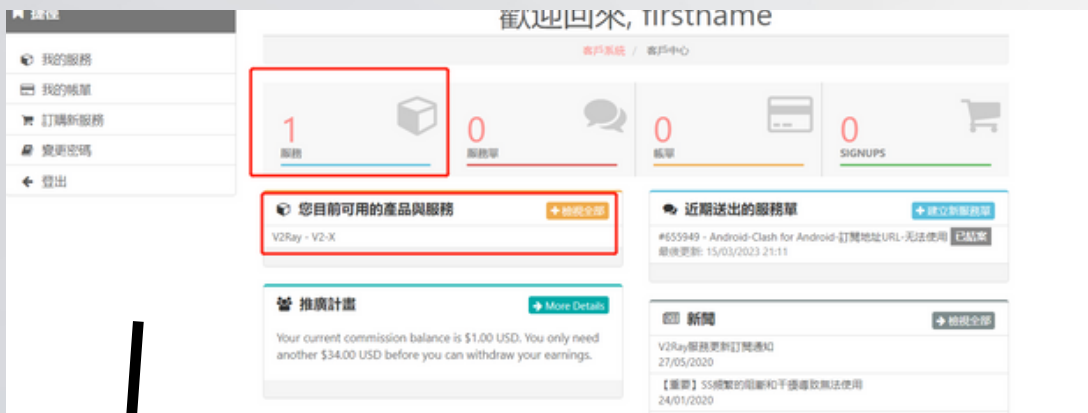 捷徑
我的服務
我的帳單
訂購新服務
變更密碼
登出
歡迎回來, firstname
客戶系統 / 客戶中心
1
服務
0
服務單
0
帳單
0
SIGNUPS
您目前可用的產品與服務
檢視全部
V2Ray - V2-X
近期送出的服務單
建立新服務單
#655949 - Android-Clash for Android-訂閱地址URL-无法使用 已結案
最後更新: 15/03/2023 21:11
推廣計畫
More Details
Your current commission balance is $1.00 USD. You only need
another $34.00 USD before you can withdraw your earnings.
新聞
檢視全部
V2Ray服務更新訂閱通知
27/05/2020
【重要】SS頻繁的阻斷和干擾導致無法使用
24/01/2020